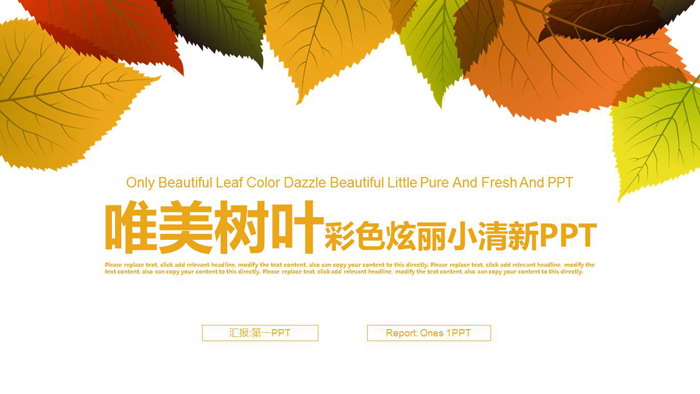 Only Beautiful Leaf Color Dazzle Beautiful Little Pure And Fresh And PPT
唯美树叶彩色炫丽小清新PPT
Please replace text, click add relevant headline, modify the text content, also can copy your content to this directly. Please replace text, click add relevant headline, modify the
text content, also can copy your content to this directly. Please replace text, click add relevant headline, modify the text content, also can copy your content to this directly.
汇报:第一PPT
Report: Ones 1PPT